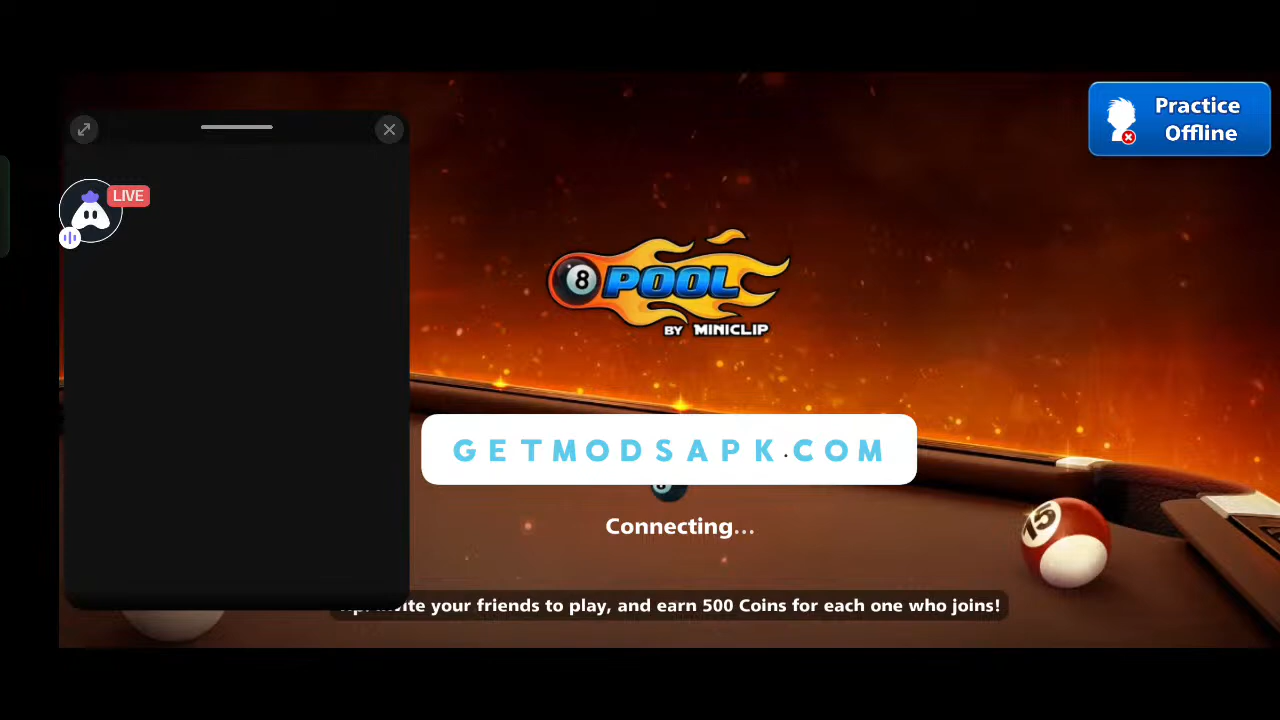 Practice
Offline
LIVE
8 POOL
BY MINICLIP
GETMODSAPK.COM
Connecting...
your friends to play, and earn 500 Coins for each one who joins!
15